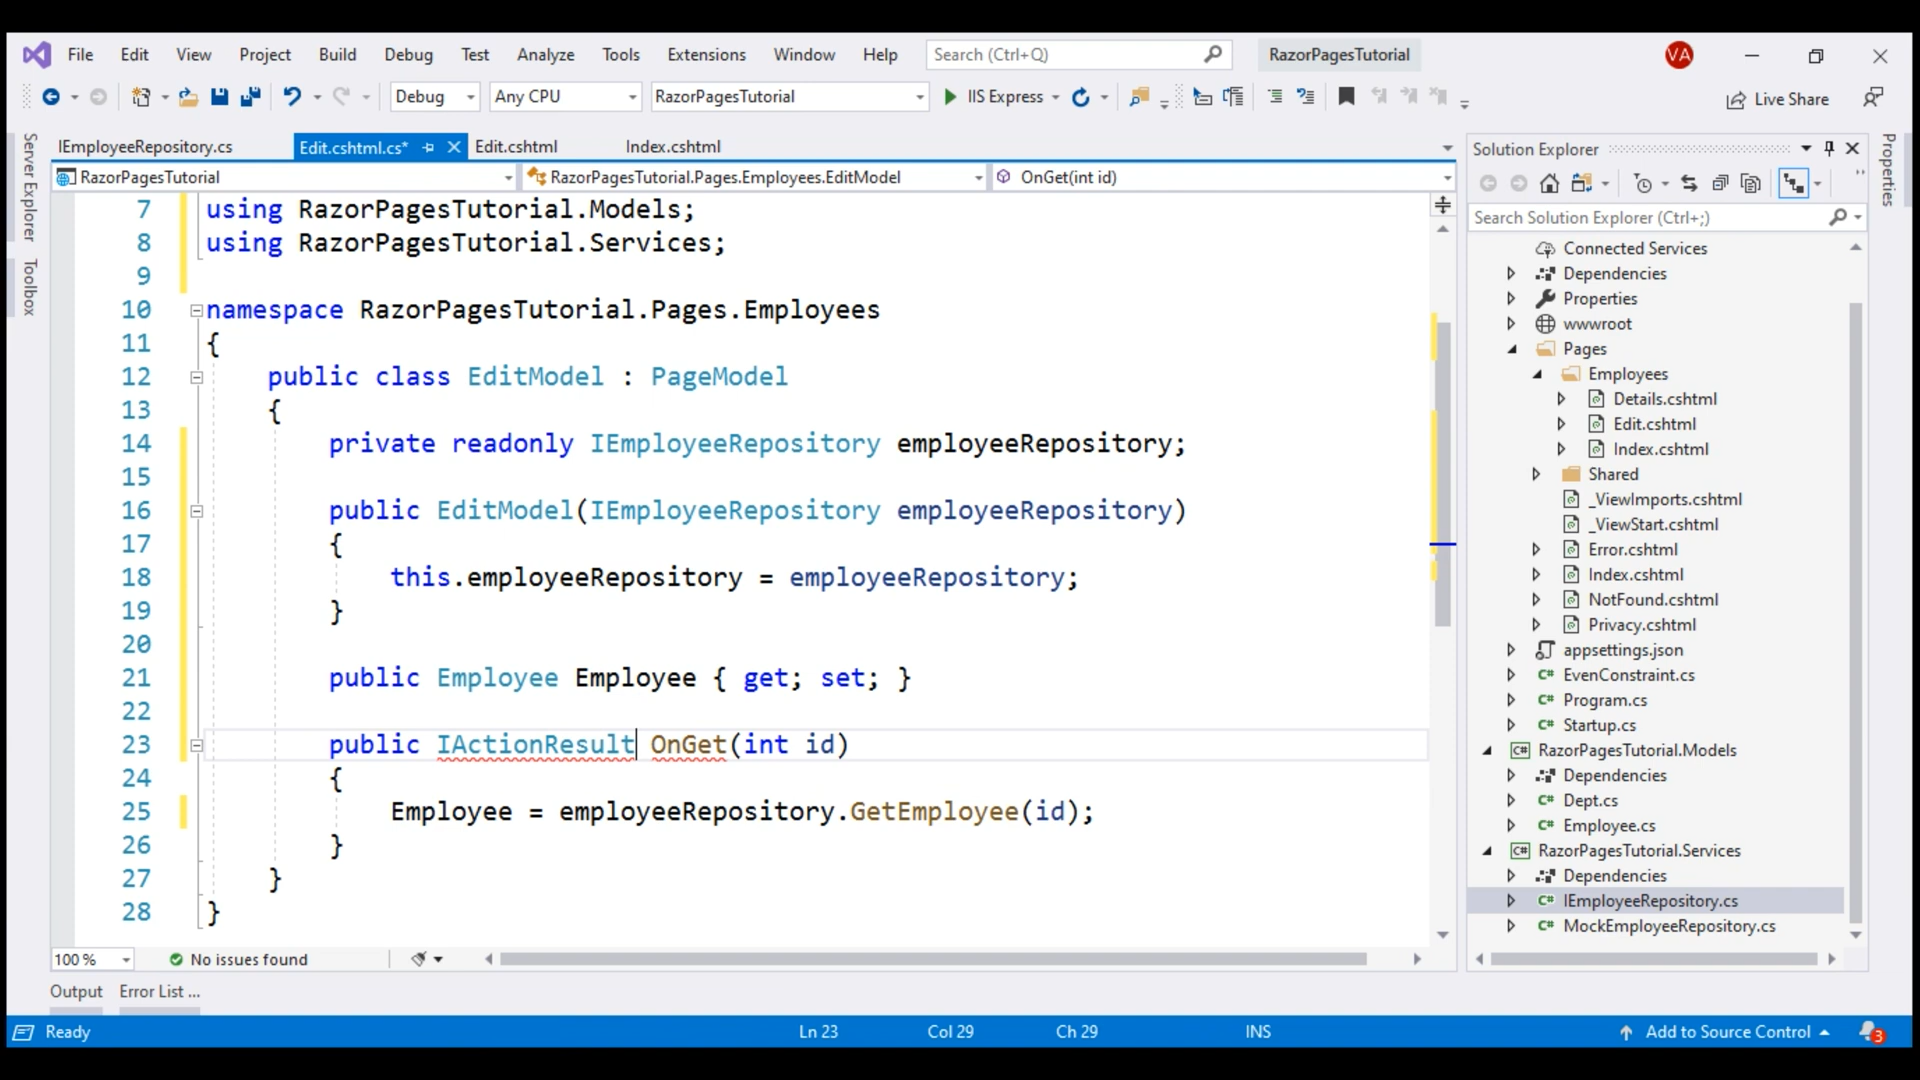 File Edit View Project Build Debug Test Analyze Tools Extensions Window Help Search (Ctrl+Q) RazorPagesTutorial VA
Debug Any CPU RazorPagesTutorial IIS Express Live Share
Server Explorer
Toolbox
IEmployeeRepository.cs Edit.cshtml.cs* Edit.cshtml Index.cshtml
RazorPagesTutorial RazorPagesTutorial.Pages.Employees.EditModel OnGet(int id)
7 using RazorPagesTutorial.Models;
8 using RazorPagesTutorial.Services;
9
10 namespace RazorPagesTutorial.Pages.Employees
11 {
12 public class EditModel : PageModel
13 {
14 private readonly IEmployeeRepository employeeRepository;
15
16 public EditModel(IEmployeeRepository employeeRepository)
17 {
18 this.employeeRepository = employeeRepository;
19 }
20
21 public Employee Employee { get; set; }
22
23 public IActionResult OnGet(int id)
24 {
25 Employee = employeeRepository.GetEmployee(id);
26 }
27 }
28 }
100 % No issues found
Output Error List ...
Ready Ln 23 Col 29 Ch 29 INS Add to Source Control 3
Solution Explorer
Search Solution Explorer (Ctrl+;)
Connected Services
Dependencies
Properties
wwwroot
Pages
Employees
Details.cshtml
Edit.cshtml
Index.cshtml
Shared
_ViewImports.cshtml
_ViewStart.cshtml
Error.cshtml
Index.cshtml
NotFound.cshtml
Privacy.cshtml
appsettings.json
C# EvenConstraint.cs
C# Program.cs
C# Startup.cs
C# RazorPagesTutorial.Models
Dependencies
C# Dept.cs
C# Employee.cs
C# RazorPagesTutorial.Services
Dependencies
C# IEmployeeRepository.cs
C# MockEmployeeRepository.cs
Properties